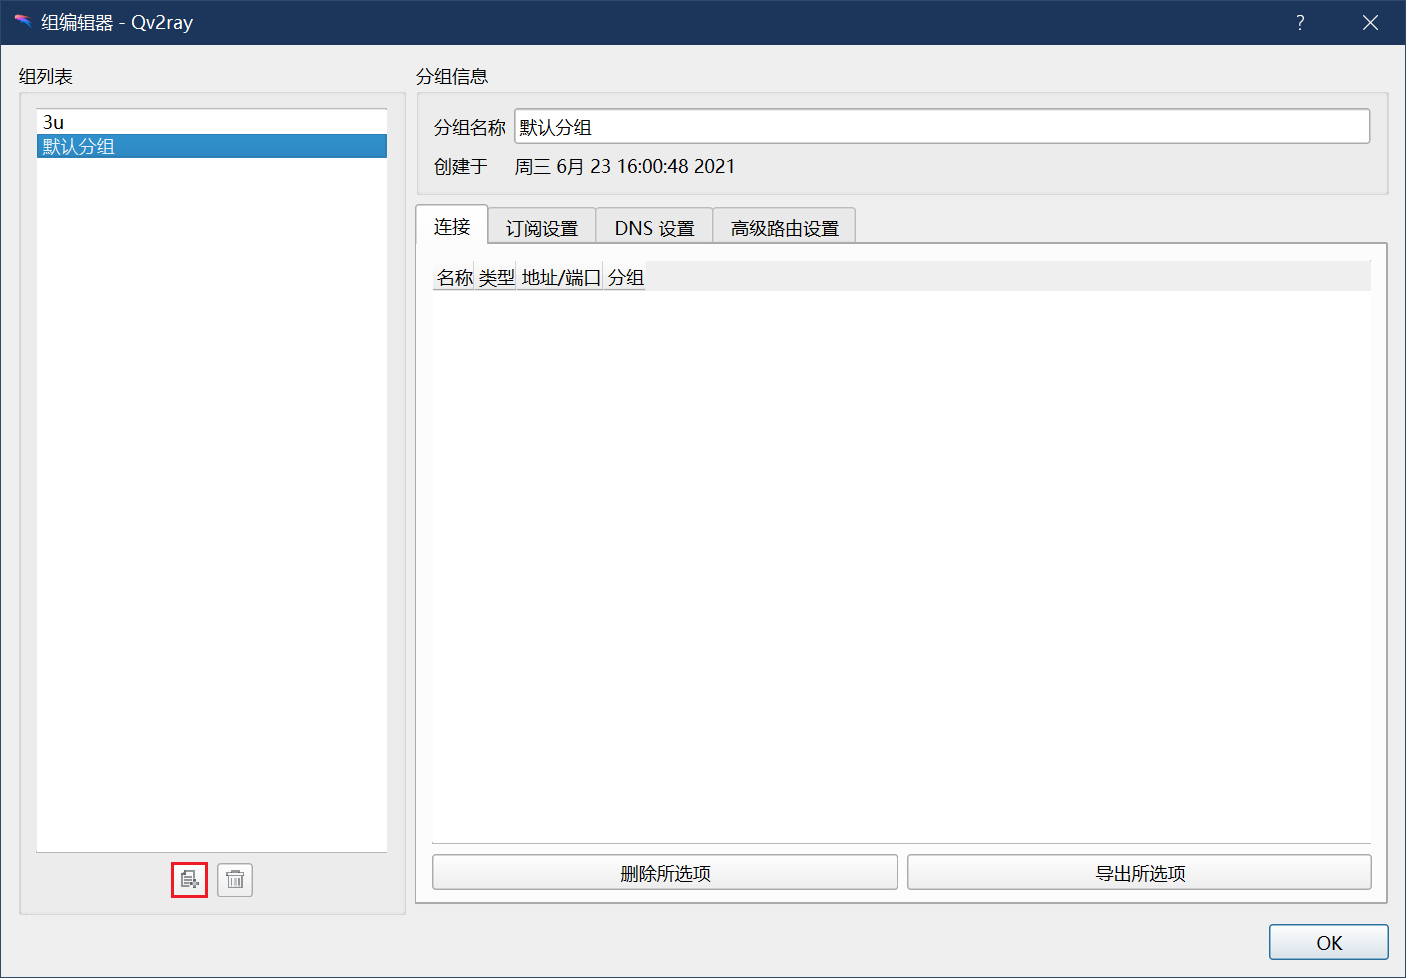 组编辑器 - Qv2ray
?
组列表
3u
默认分组
分组信息
分组名称 默认分组
创建于 周三 6月 23 16:00:48 2021
连接 订阅设置 DNS 设置 高级路由设置
名称 类型 地址/端口 分组
删除所选项 导出所选项
OK